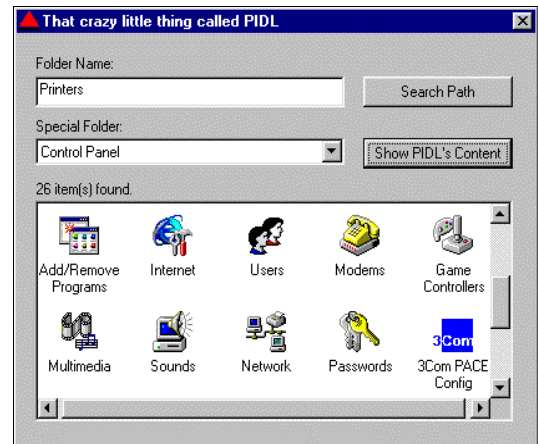 That crazy little thing called PIDL
Folder Name:
Printers
Search Path
Special Folder:
Control Panel
Show PIDL's Content
26 item(s) found.
Add/Remove Programs
Internet
Users
Modems
Game Controllers
Multimedia
Sounds
Network
Passwords
3Com
3Com PACE Config